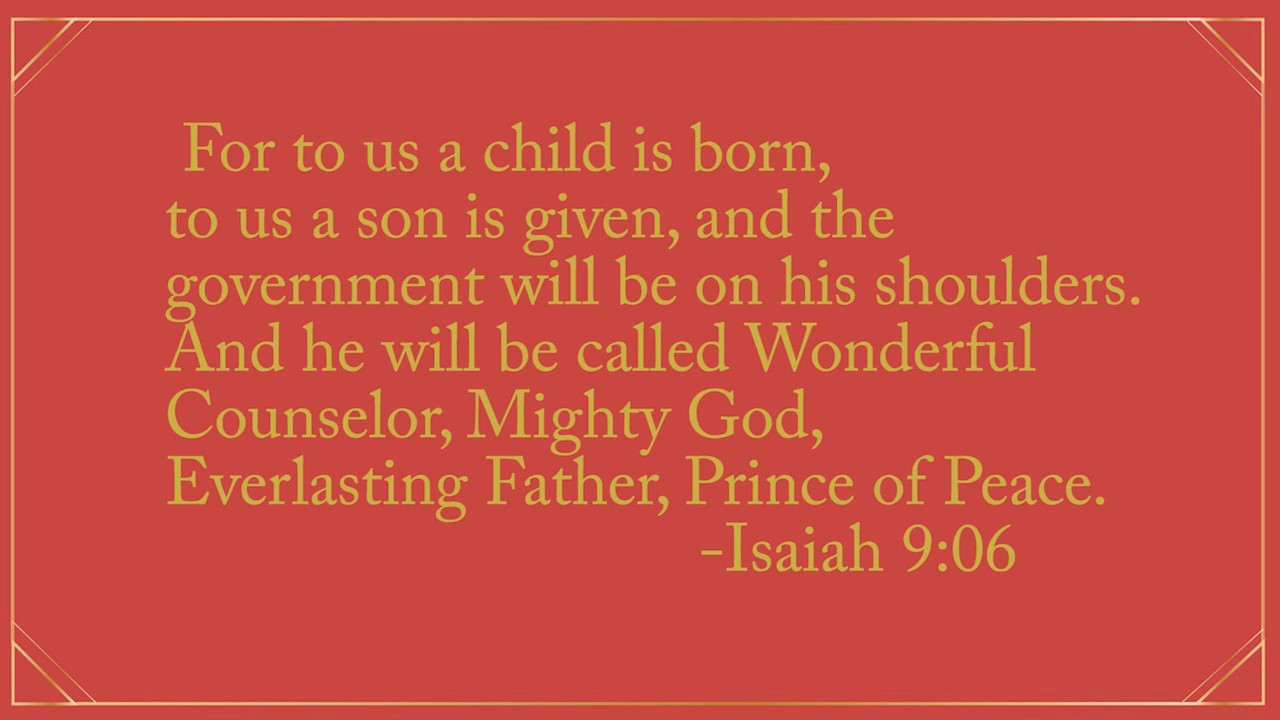 For to us a child is born,
to us a son is given, and the
government will be on his shoulders.
And he will be called Wonderful
Counselor, Mighty God,
Everlasting Father, Prince of Peace.
-Isaiah 9:06